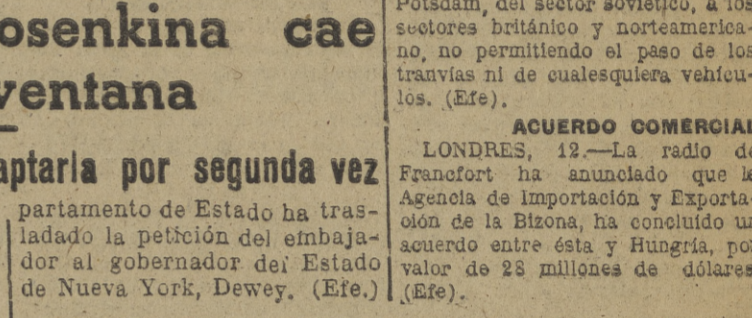 osenkina cae
ventana
aptarla por segunda vez
partamento de Estado ha tras-
ladado la petición del embaja-
dor al gobernador del Estado
de Nueva York, Dewey. (Efe.)
Potsdam, del sector soviético, a los
sectores británico y norteamerica-
no, no permitiendo el paso de los
tranvías ni de cualesquiera vehícu-
los. (Efe).
ACUERDO COMERCIAL
LONDRES, 12.—La radio de
Francfort ha anunciado que la
Agencia de Importación y Exporta-
ción de la Bizona, ha concluído un
acuerdo entre ésta y Hungría, por
valor de 28 millones de dólares
(Efe).